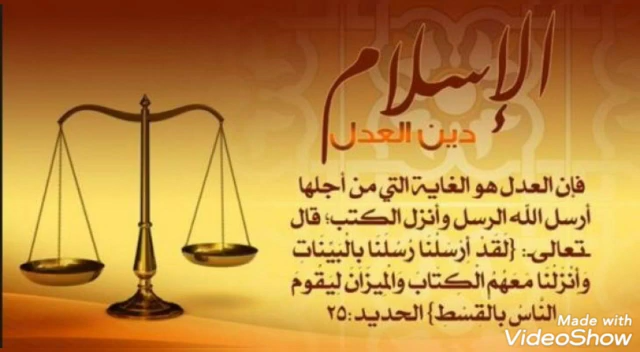 الإسلام
دين العدل
فإن العدل هو الغاية التي من أجلها
أرسل الله الرسل وأنزل الكتب؛ قال
تعالى: {لَقَدْ أَرْسَلْنَا رُسُلَنَا بِالْبَيِّنَاتِ
وَأَنْزَلْنَا مَعَهُمُ الْكِتَابَ وَالْمِيزَانَ لِيَقُومَ
النَّاسُ بِالْقِسْطِ} الحديد:٢٥
Made with
VideoShow